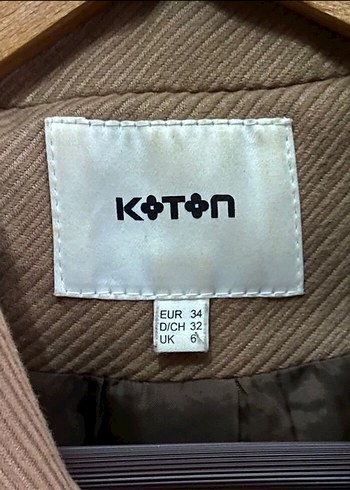 KOTON
EUR 34
D/CH 32
UK 6